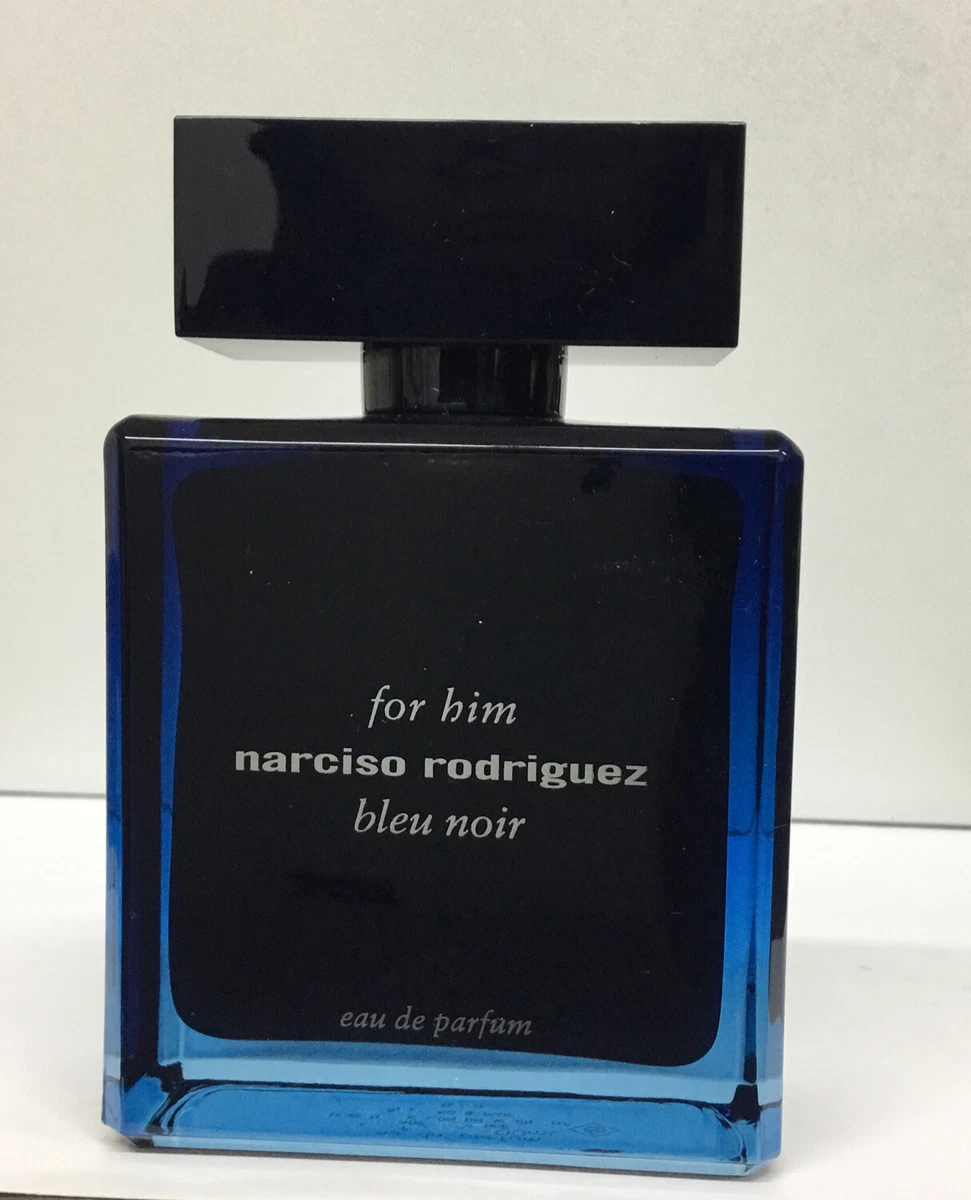 for him
narciso rodriguez
bleu noir
eau de parfum